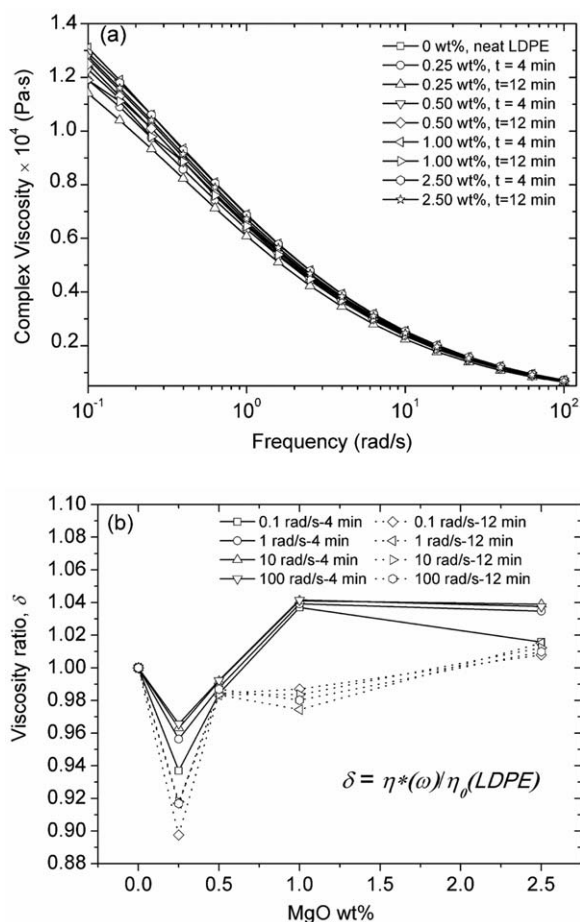 (a)
0 wt%, neat LDPE
0.25 wt%, t = 4 min
0.25 wt%, t=12 min
0.50 wt%, t = 4 min
0.50 wt%, t=12 min
1.00 wt%, t = 4 min
1.00 wt%, t=12 min
2.50 wt%, t = 4 min
2.50 wt%, t=12 min
Complex Viscosity × 10⁴ (Pa·s)
1.4
1.2
1.0
0.8
0.6
0.4
0.2
10⁻¹ 10⁰ 10¹ 10²
Frequency (rad/s)
(b)
0.1 rad/s-4 min 0.1 rad/s-12 min
1 rad/s-4 min 1 rad/s-12 min
10 rad/s-4 min 10 rad/s-12 min
100 rad/s-4 min 100 rad/s-12 min
Viscosity ratio, δ
1.10
1.08
1.06
1.04
1.02
1.00
0.98
0.96
0.94
0.92
0.90
0.88
δ = η*(ω)/η₀(LDPE)
0.0 0.5 1.0 1.5 2.0 2.5
MgO wt%